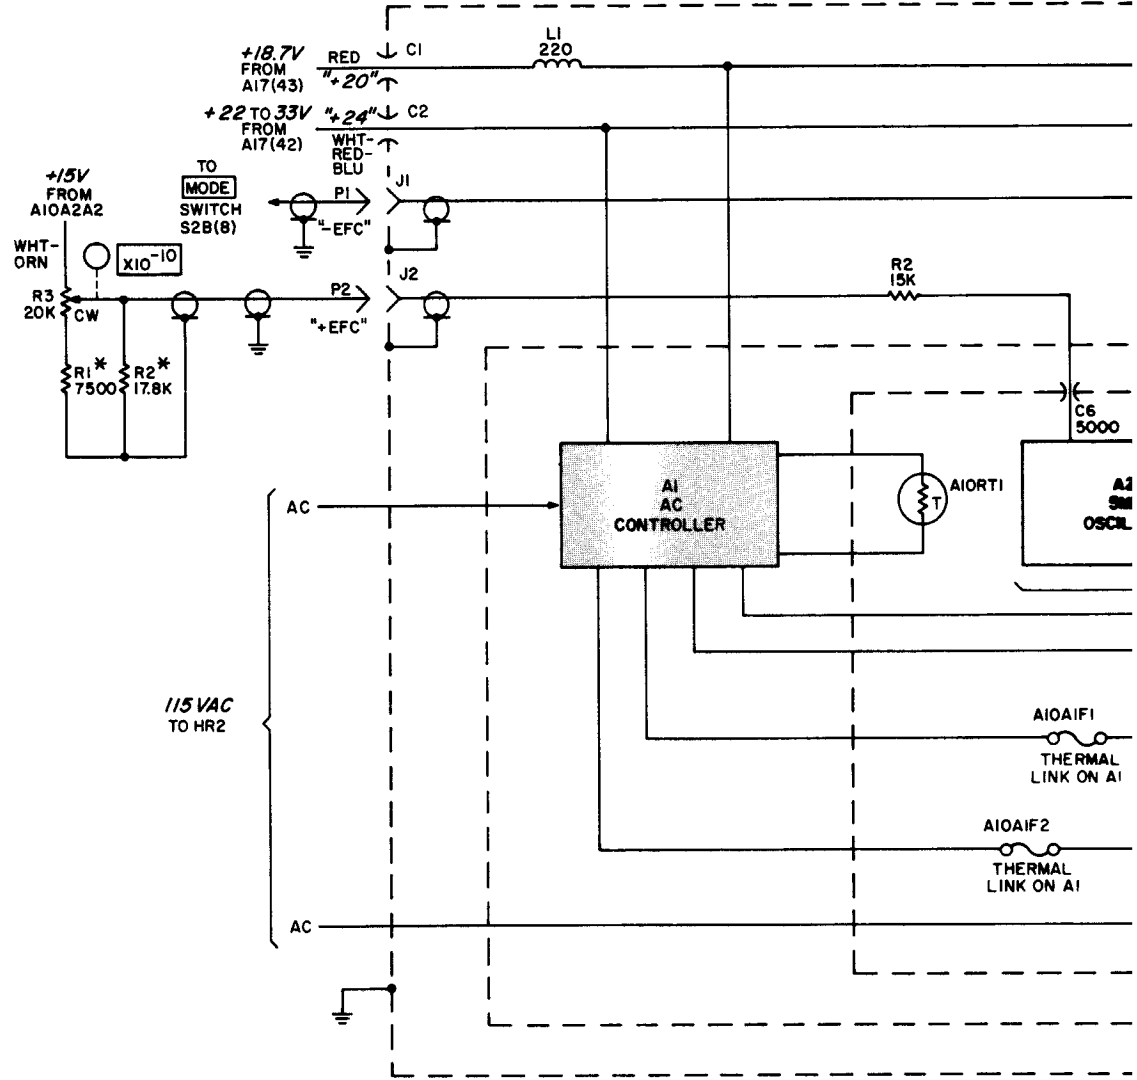 L1
220
+18.7V
FROM
A17(43)
RED
"+20"
C1
+22 TO 33V
FROM
A17(42)
"+24"
WHT-
RED-
BLU
C2
TO
MODE
SWITCH
S2B(8)
P1
J1
"-EFC"
+15V
FROM
A10A2A2
WHT-
ORN
X10-10
R3
20K
CW
P2
J2
"+EFC"
R2
15K
R1*
7500
R2*
17.8K
C6
5000
A1
AC
CONTROLLER
A10RT1
T
A2
SM
OSCIL
AC
115 VAC
TO HR2
A10A1F1
THERMAL
LINK ON A1
A10A1F2
THERMAL
LINK ON A1
AC